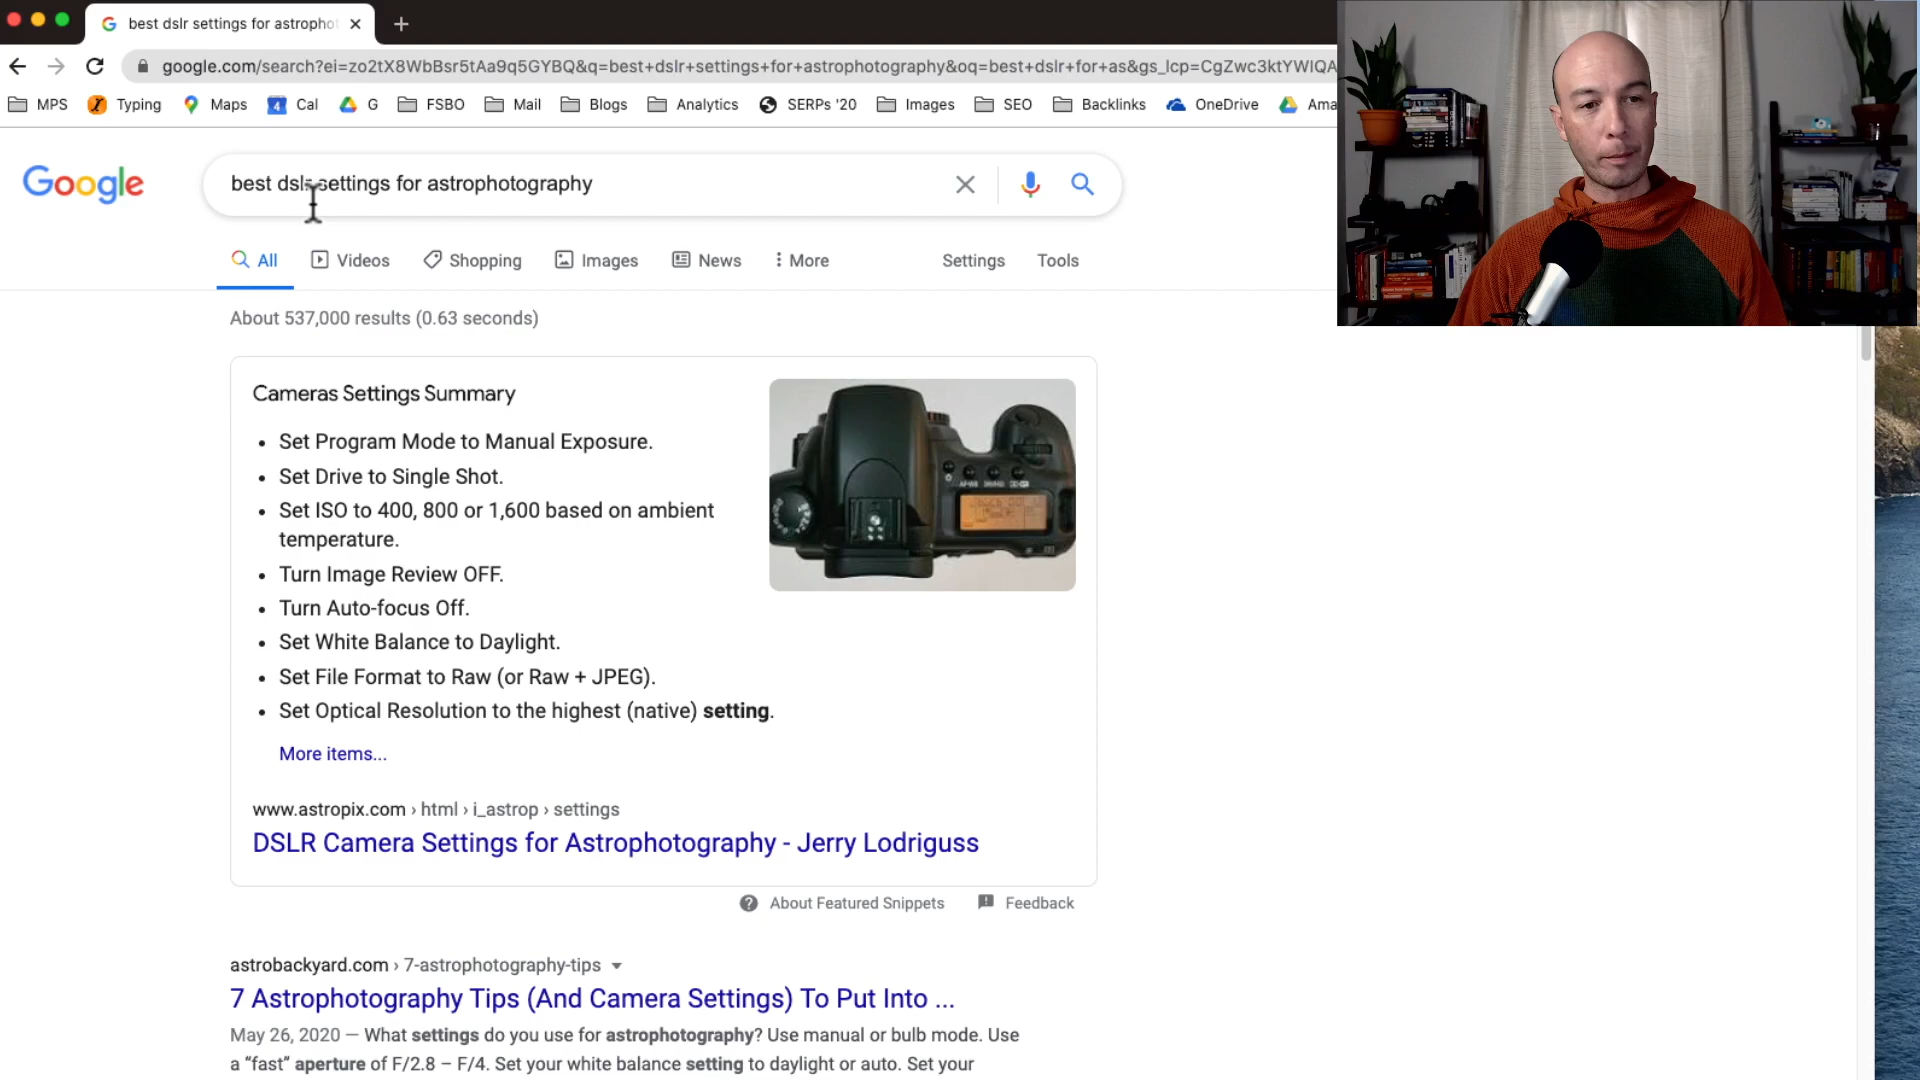 best dslr settings for astrophot
google.com/search?ei=zo2tX8WbBsr5tAa9q5GYBQ&q=best+dslr+settings+for+astrophotography&oq=best+dslr+for+as&gs_lcp=CgZwc3ktYWIQA
MPS Typing Maps 4 Cal G FSBO Mail Blogs Analytics SERPs '20 Images SEO Backlinks OneDrive Ama
Google best dslr settings for astrophotography
All Videos Shopping Images News More Settings Tools
About 537,000 results (0.63 seconds)
Cameras Settings Summary
• Set Program Mode to Manual Exposure.
• Set Drive to Single Shot.
• Set ISO to 400, 800 or 1,600 based on ambient
temperature.
• Turn Image Review OFF.
• Turn Auto-focus Off.
• Set White Balance to Daylight.
• Set File Format to Raw (or Raw + JPEG).
• Set Optical Resolution to the highest (native) setting.
More items...
www.astropix.com › html › i_astrop › settings
DSLR Camera Settings for Astrophotography - Jerry Lodriguss
About Featured Snippets Feedback
astrobackyard.com › 7-astrophotography-tips
7 Astrophotography Tips (And Camera Settings) To Put Into ...
May 26, 2020 — What settings do you use for astrophotography? Use manual or bulb mode. Use
a “fast” aperture of F/2.8 – F/4. Set your white balance setting to daylight or auto. Set your